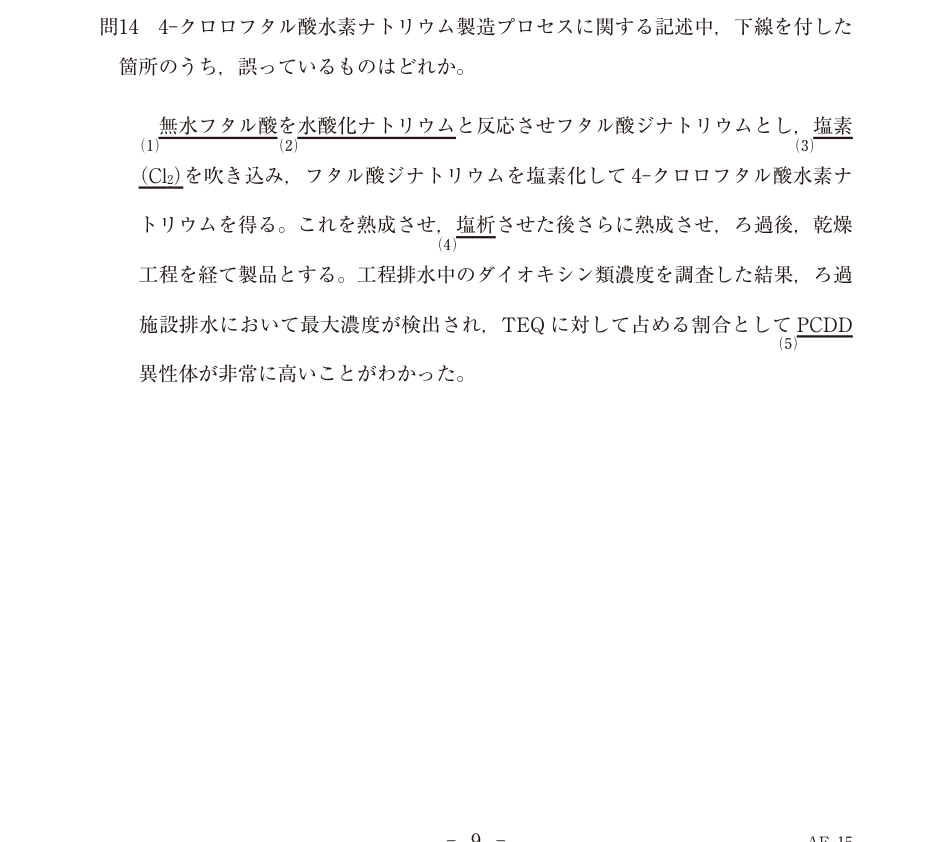 問14　4-クロロフタル酸水素ナトリウム製造プロセスに関する記述中，下線を付した
箇所のうち，誤っているものはどれか。
無水フタル酸を水酸化ナトリウムと反応させフタル酸ジナトリウムとし，塩素
(1) (2) (3)
(Cl₂)を吹き込み，フタル酸ジナトリウムを塩素化して 4-クロロフタル酸水素ナ
トリウムを得る。これを熟成させ，塩析させた後さらに熟成させ，ろ過後，乾燥
(4)
工程を経て製品とする。工程排水中のダイオキシン類濃度を調査した結果，ろ過
施設排水において最大濃度が検出され，TEQ に対して占める割合として PCDD
(5)
異性体が非常に高いことがわかった。
− 9 −
AE-15